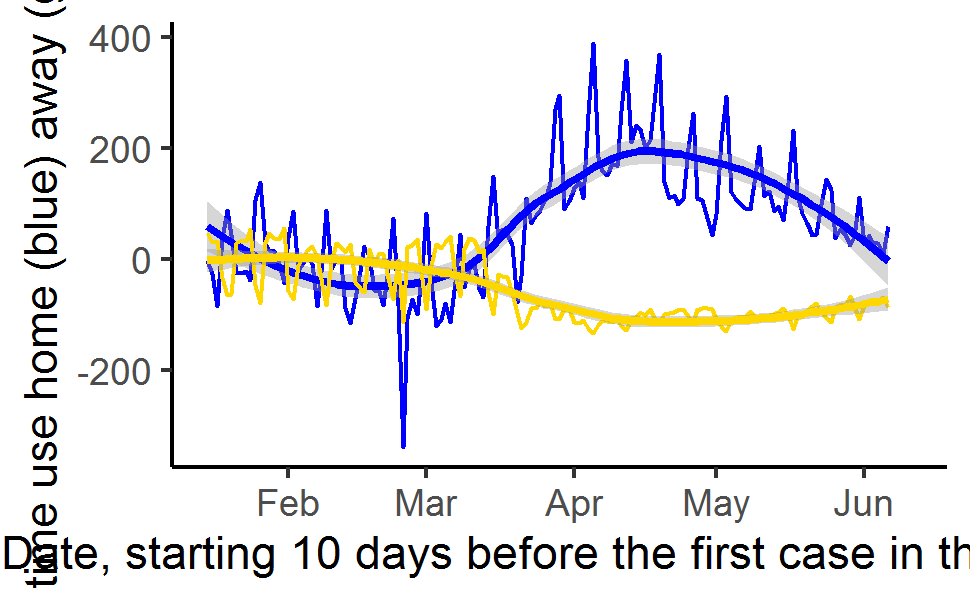 time use home (blue) away (
400
200
0
-200
Feb Mar Apr May Jun
Date, starting 10 days before the first case in th